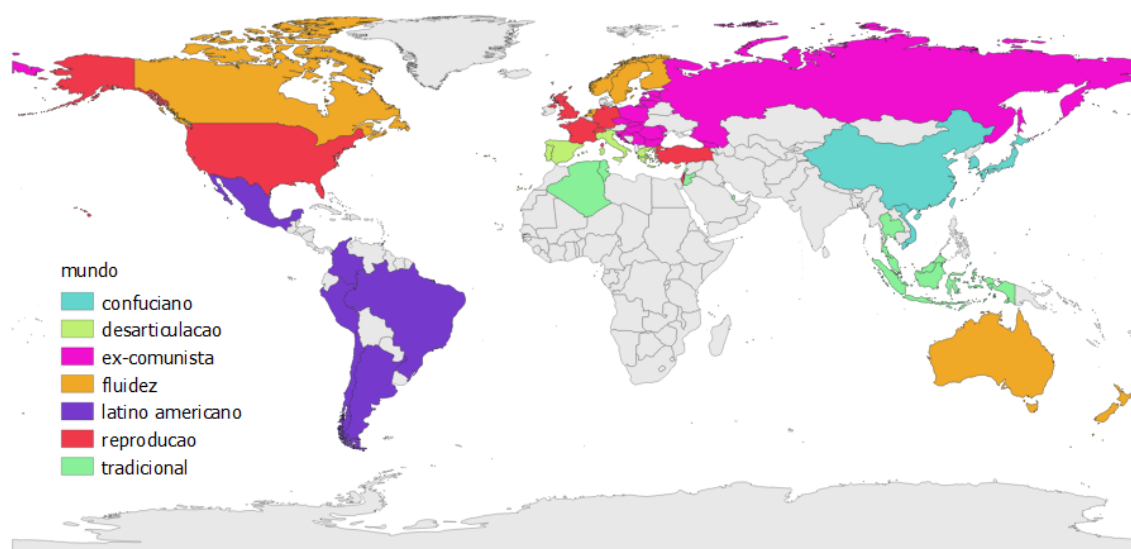 mundo
confuciano
desarticulacao
ex-comunista
fluidez
latino americano
reproducao
tradicional